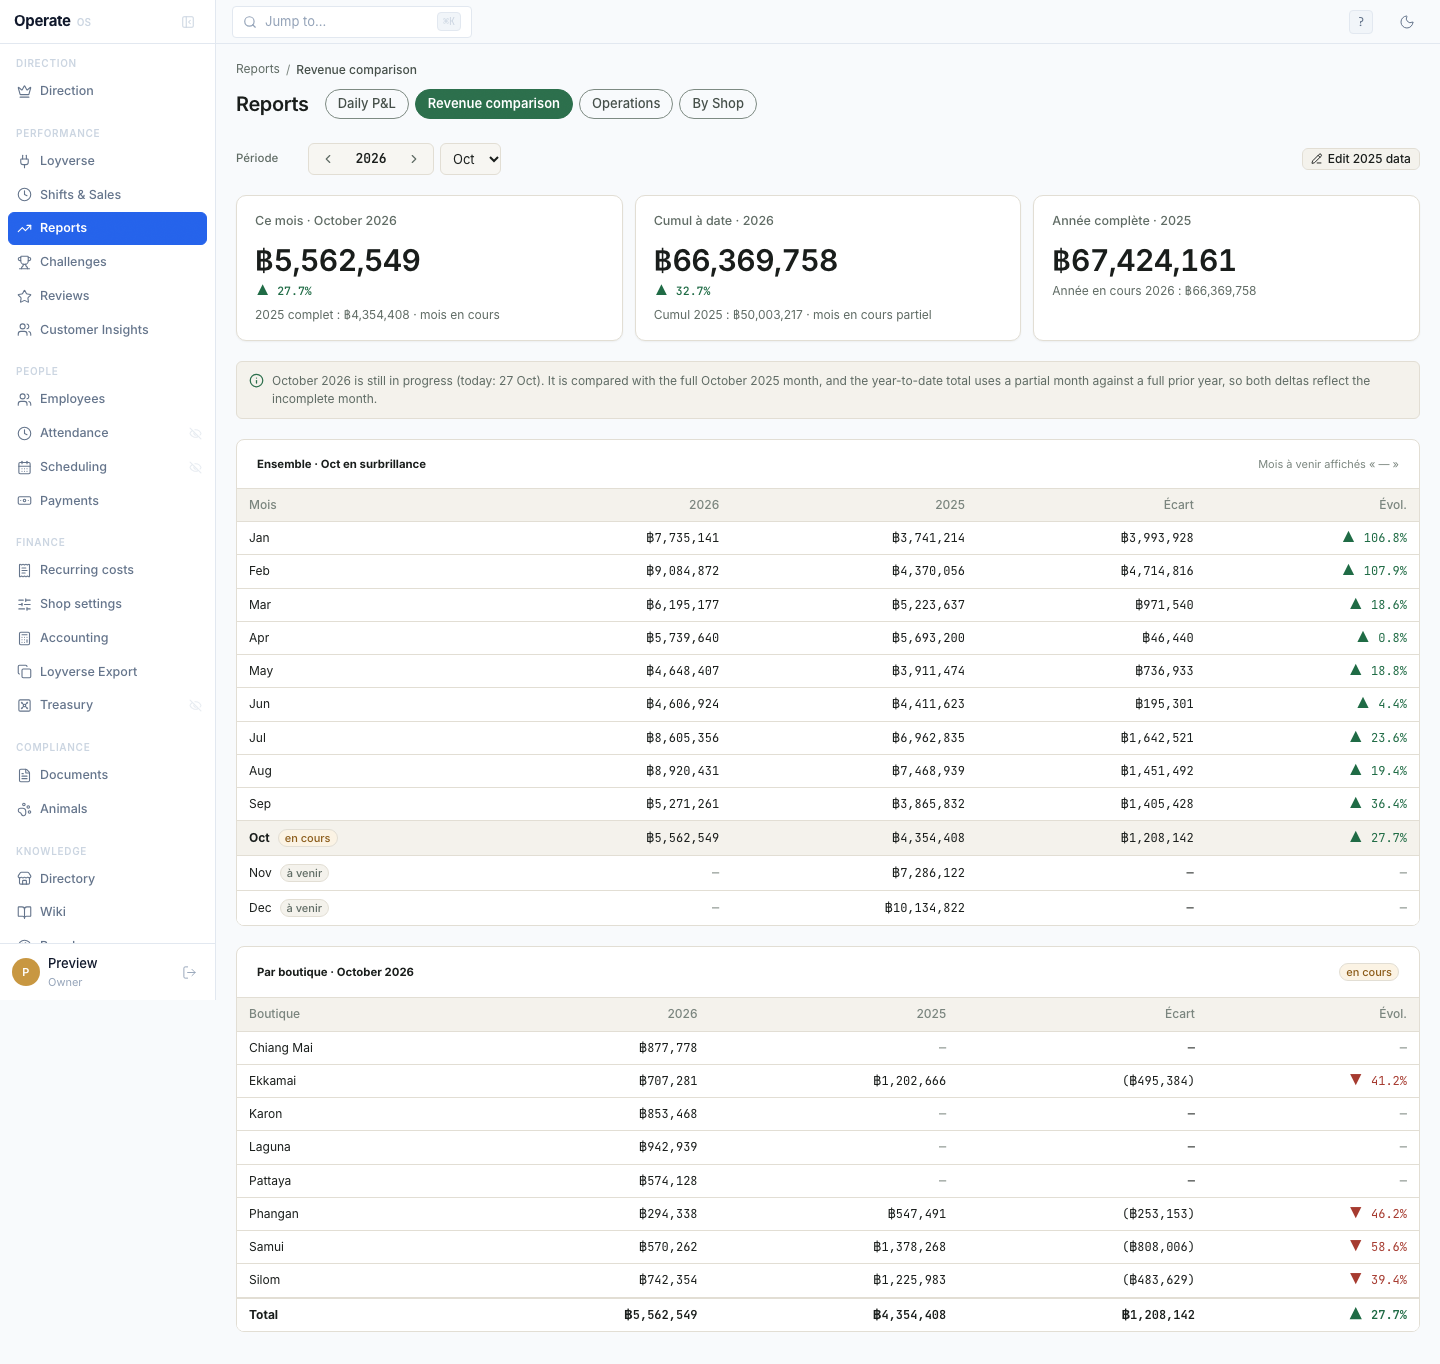 Operate OS
Jump to...
⌘K
?
DIRECTION
Direction
PERFORMANCE
Loyverse
Shifts & Sales
Reports
Challenges
Reviews
Customer Insights
PEOPLE
Employees
Attendance
Scheduling
Payments
FINANCE
Recurring costs
Shop settings
Accounting
Loyverse Export
Treasury
COMPLIANCE
Documents
Animals
KNOWLEDGE
Directory
Wiki
P
Preview
Owner
Reports / Revenue comparison
Reports
Daily P&L
Revenue comparison
Operations
By Shop
Période
2026
Oct
Edit 2025 data
Ce mois · October 2026
฿5,562,549
▲ 27.7%
2025 complet : ฿4,354,408 · mois en cours
Cumul à date · 2026
฿66,369,758
▲ 32.7%
Cumul 2025 : ฿50,003,217 · mois en cours partiel
Année complète · 2025
฿67,424,161
Année en cours 2026 : ฿66,369,758
October 2026 is still in progress (today: 27 Oct). It is compared with the full October 2025 month, and the year-to-date total uses a partial month against a full prior year, so both deltas reflect the
incomplete month.
Ensemble · Oct en surbrillance
Mois à venir affichés « — »
Mois 2026 2025 Écart Évol.
Jan ฿7,735,141 ฿3,741,214 ฿3,993,928 ▲ 106.8%
Feb ฿9,084,872 ฿4,370,056 ฿4,714,816 ▲ 107.9%
Mar ฿6,195,177 ฿5,223,637 ฿971,540 ▲ 18.6%
Apr ฿5,739,640 ฿5,693,200 ฿46,440 ▲ 0.8%
May ฿4,648,407 ฿3,911,474 ฿736,933 ▲ 18.8%
Jun ฿4,606,924 ฿4,411,623 ฿195,301 ▲ 4.4%
Jul ฿8,605,356 ฿6,962,835 ฿1,642,521 ▲ 23.6%
Aug ฿8,920,431 ฿7,468,939 ฿1,451,492 ▲ 19.4%
Sep ฿5,271,261 ฿3,865,832 ฿1,405,428 ▲ 36.4%
Oct en cours ฿5,562,549 ฿4,354,408 ฿1,208,142 ▲ 27.7%
Nov à venir — ฿7,286,122 — —
Dec à venir — ฿10,134,822 — —
Par boutique · October 2026
en cours
Boutique 2026 2025 Écart Évol.
Chiang Mai ฿877,778 — — —
Ekkamai ฿707,281 ฿1,202,666 (฿495,384) ▼ 41.2%
Karon ฿853,468 — — —
Laguna ฿942,939 — — —
Pattaya ฿574,128 — — —
Phangan ฿294,338 ฿547,491 (฿253,153) ▼ 46.2%
Samui ฿570,262 ฿1,378,268 (฿808,006) ▼ 58.6%
Silom ฿742,354 ฿1,225,983 (฿483,629) ▼ 39.4%
Total ฿5,562,549 ฿4,354,408 ฿1,208,142 ▲ 27.7%